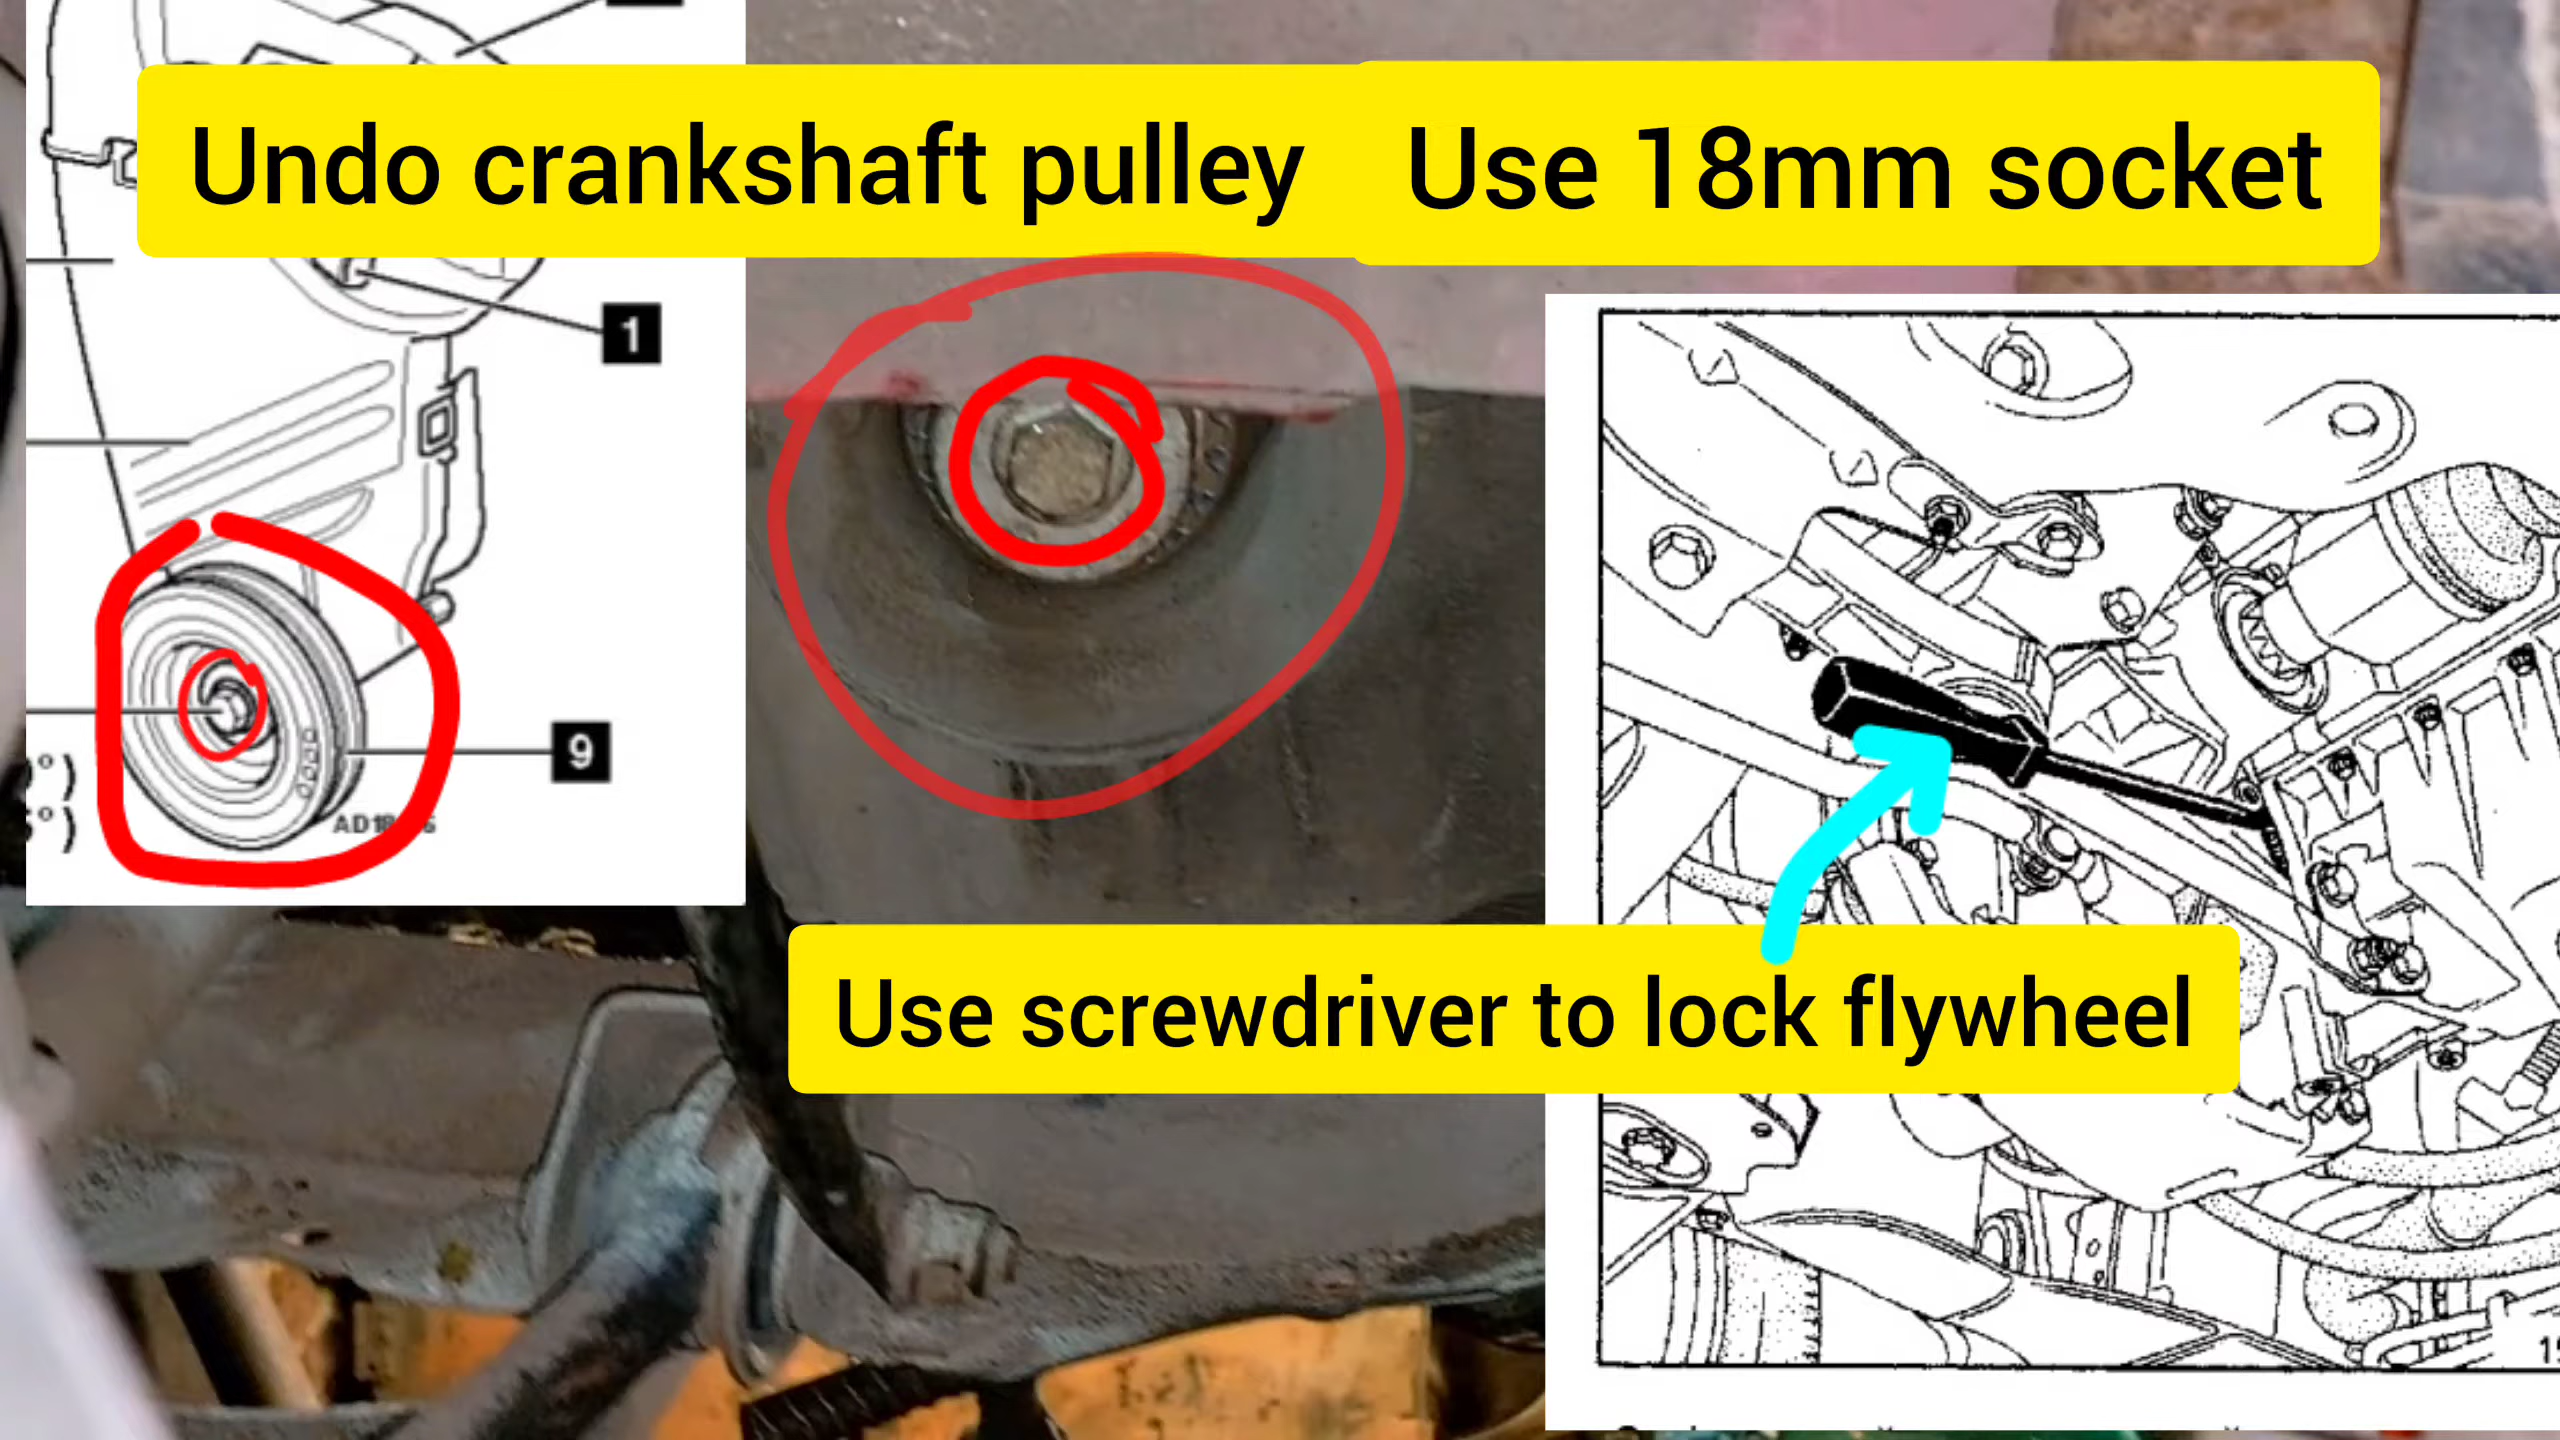 Undo crankshaft pulley
Use 18mm socket
1
9
Use screwdriver to lock flywheel